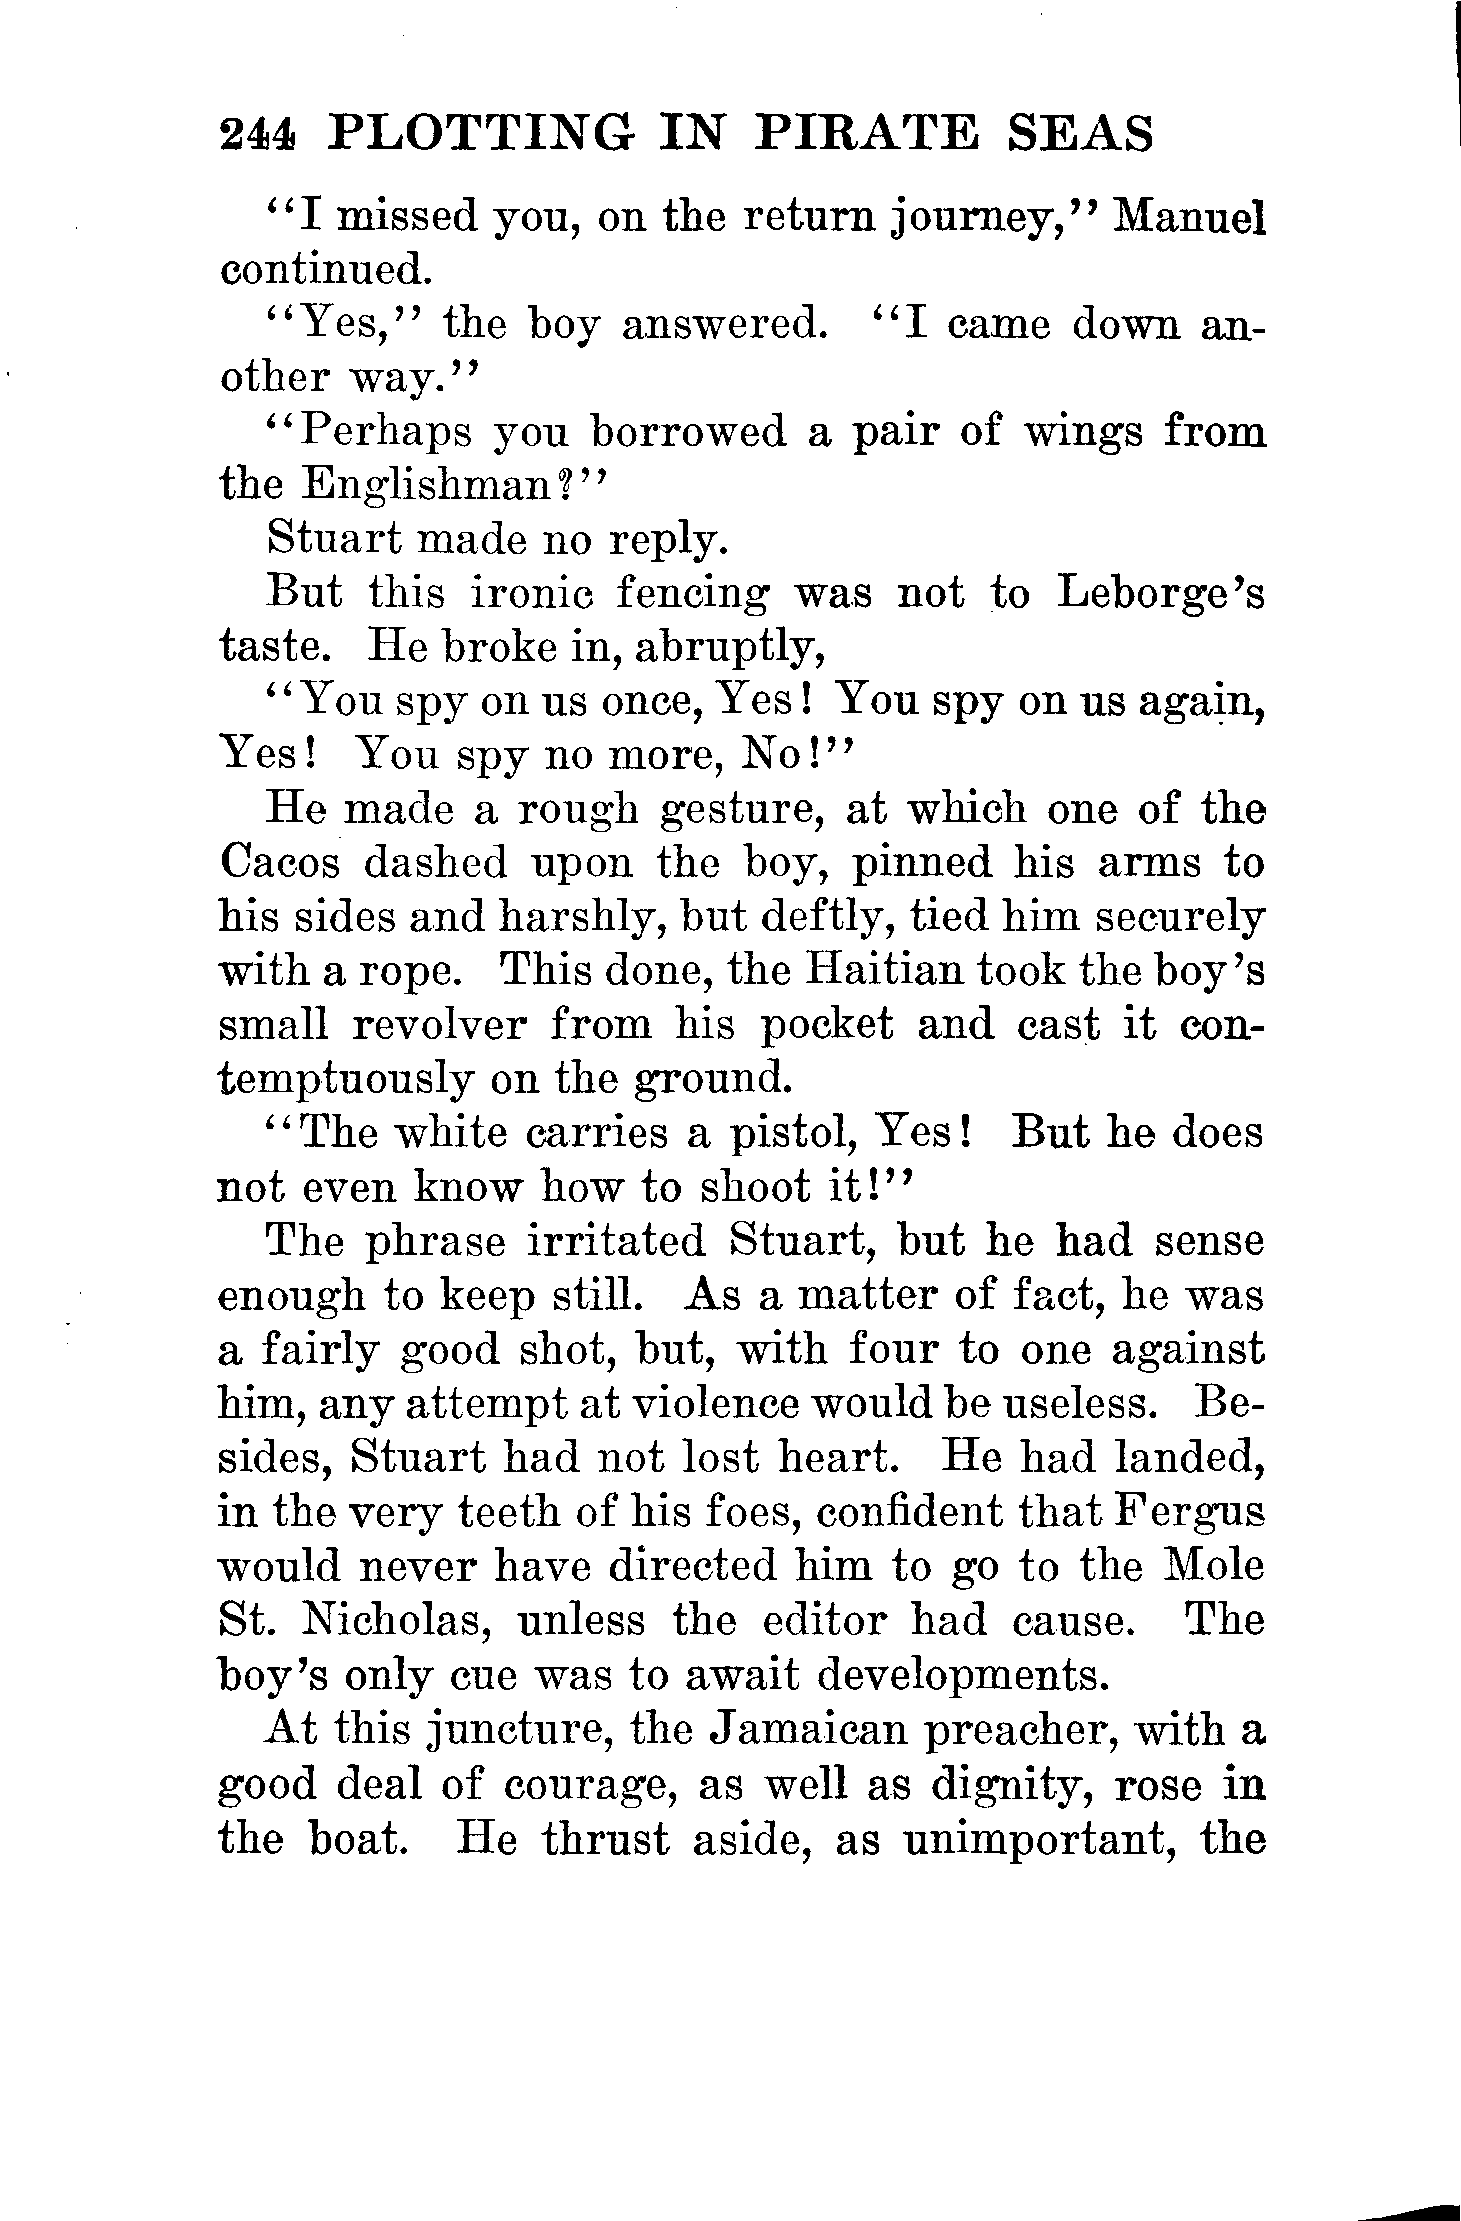 244 PLOTTING IN PIRATE SEAS
“I missed you, on the return journey,” Manuel
continued.
“Yes,” the boy answered. “I came down an-
other way.”
“Perhaps you borrowed a pair of wings from
the Englishman?”
Stuart made no reply.
But this ironic fencing was not to Leborge’s
taste. He broke in, abruptly,
“You spy on us once, Yes! You spy on us again,
Yes! You spy no more, No!”
He made a rough gesture, at which one of the
Cacos dashed upon the boy, pinned his arms to
his sides and harshly, but deftly, tied him securely
with a rope. This done, the Haitian took the boy’s
small revolver from his pocket and cast it con-
temptuously on the ground.
“The white carries a pistol, Yes! But he does
not even know how to shoot it!”
The phrase irritated Stuart, but he had sense
enough to keep still. As a matter of fact, he was
a fairly good shot, but, with four to one against
him, any attempt at violence would be useless. Be-
sides, Stuart had not lost heart. He had landed,
in the very teeth of his foes, confident that Fergus
would never have directed him to go to the Mole
St. Nicholas, unless the editor had cause. The
boy’s only cue was to await developments.
At this juncture, the Jamaican preacher, with a
good deal of courage, as well as dignity, rose in
the boat. He thrust aside, as unimportant, the